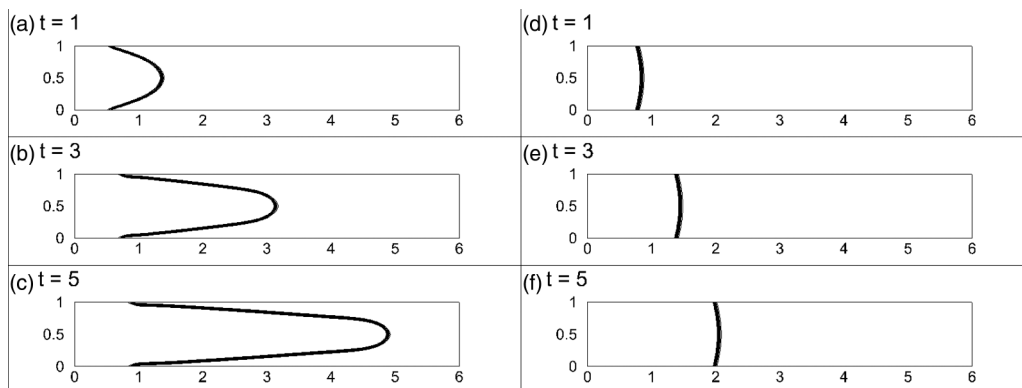 (a) t = 1
1
0.5
0
0 1 2 3 4 5 6
(b) t = 3
1
0.5
0
0 1 2 3 4 5 6
(c) t = 5
1
0.5
0
0 1 2 3 4 5 6
(d) t = 1
1
0.5
0
0 1 2 3 4 5 6
(e) t = 3
1
0.5
0
0 1 2 3 4 5 6
(f) t = 5
1
0.5
0
0 1 2 3 4 5 6